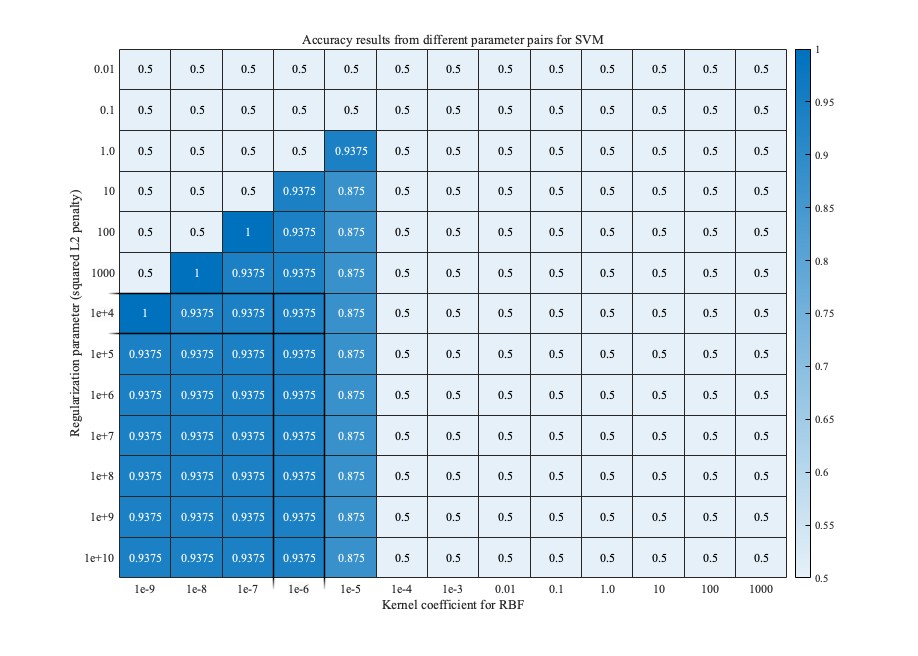 Accuracy results from different parameter pairs for SVM
0.01 0.5 0.5 0.5 0.5 0.5 0.5 0.5 0.5 0.5 0.5 0.5 0.5 0.5
0.1 0.5 0.5 0.5 0.5 0.5 0.5 0.5 0.5 0.5 0.5 0.5 0.5 0.5
1.0 0.5 0.5 0.5 0.5 0.9375 0.5 0.5 0.5 0.5 0.5 0.5 0.5 0.5
10 0.5 0.5 0.5 0.9375 0.875 0.5 0.5 0.5 0.5 0.5 0.5 0.5 0.5
100 0.5 0.5 1 0.9375 0.875 0.5 0.5 0.5 0.5 0.5 0.5 0.5 0.5
1000 0.5 1 0.9375 0.9375 0.875 0.5 0.5 0.5 0.5 0.5 0.5 0.5 0.5
1e+4 1 0.9375 0.9375 0.9375 0.875 0.5 0.5 0.5 0.5 0.5 0.5 0.5 0.5
1e+5 0.9375 0.9375 0.9375 0.9375 0.875 0.5 0.5 0.5 0.5 0.5 0.5 0.5 0.5
1e+6 0.9375 0.9375 0.9375 0.9375 0.875 0.5 0.5 0.5 0.5 0.5 0.5 0.5 0.5
1e+7 0.9375 0.9375 0.9375 0.9375 0.875 0.5 0.5 0.5 0.5 0.5 0.5 0.5 0.5
1e+8 0.9375 0.9375 0.9375 0.9375 0.875 0.5 0.5 0.5 0.5 0.5 0.5 0.5 0.5
1e+9 0.9375 0.9375 0.9375 0.9375 0.875 0.5 0.5 0.5 0.5 0.5 0.5 0.5 0.5
1e+10 0.9375 0.9375 0.9375 0.9375 0.875 0.5 0.5 0.5 0.5 0.5 0.5 0.5 0.5
1e-9 1e-8 1e-7 1e-6 1e-5 1e-4 1e-3 0.01 0.1 1.0 10 100 1000
Kernel coefficient for RBF
Regularization parameter (squared L2 penalty)
1
0.95
0.9
0.85
0.8
0.75
0.7
0.65
0.6
0.55
0.5